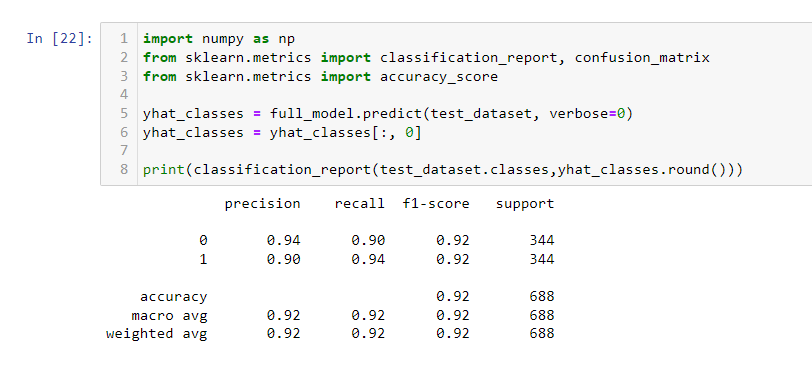 In [22]:
1 import numpy as np
2 from sklearn.metrics import classification_report, confusion_matrix
3 from sklearn.metrics import accuracy_score
4
5 yhat_classes = full_model.predict(test_dataset, verbose=0)
6 yhat_classes = yhat_classes[:, 0]
7
8 print(classification_report(test_dataset.classes,yhat_classes.round()))
precision recall f1-score support
0 0.94 0.90 0.92 344
1 0.90 0.94 0.92 344
accuracy 0.92 688
macro avg 0.92 0.92 0.92 688
weighted avg 0.92 0.92 0.92 688